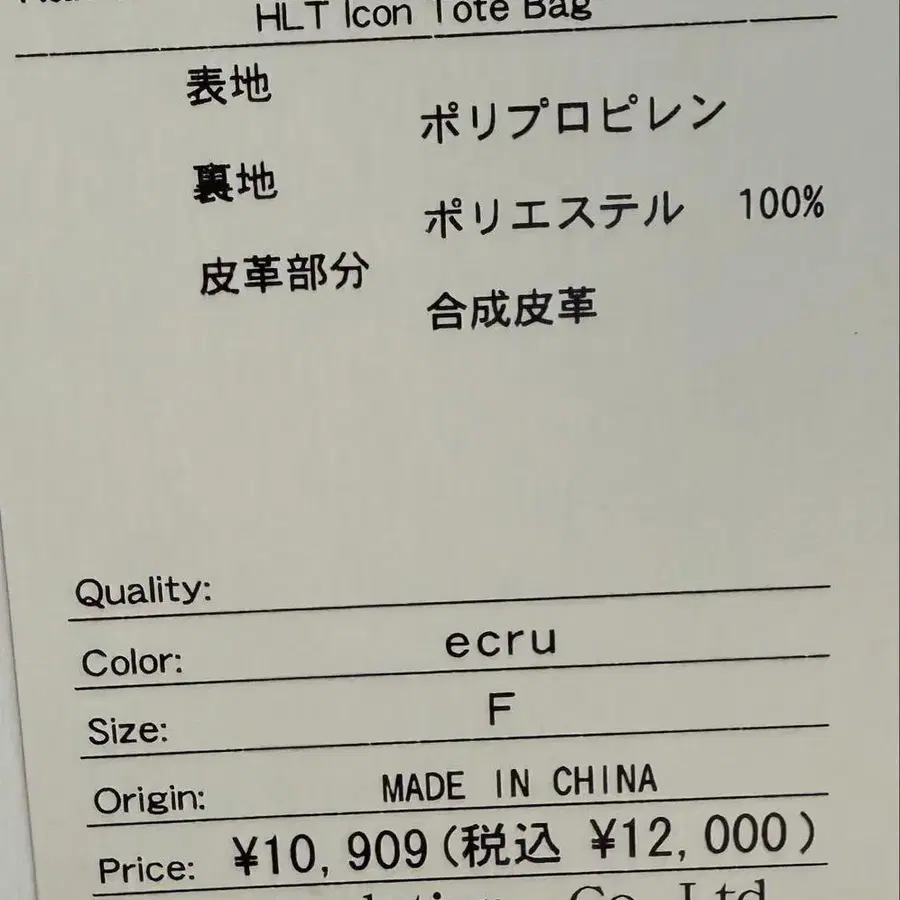 HLT Icon Tote Bag
表地
ポリプロピレン
裏地
ポリエステル 100%
皮革部分
合成皮革
Quality:
Color: ecru
Size: F
Origin: MADE IN CHINA
Price: ¥10,909(税込 ¥12,000)
Co. Ltd